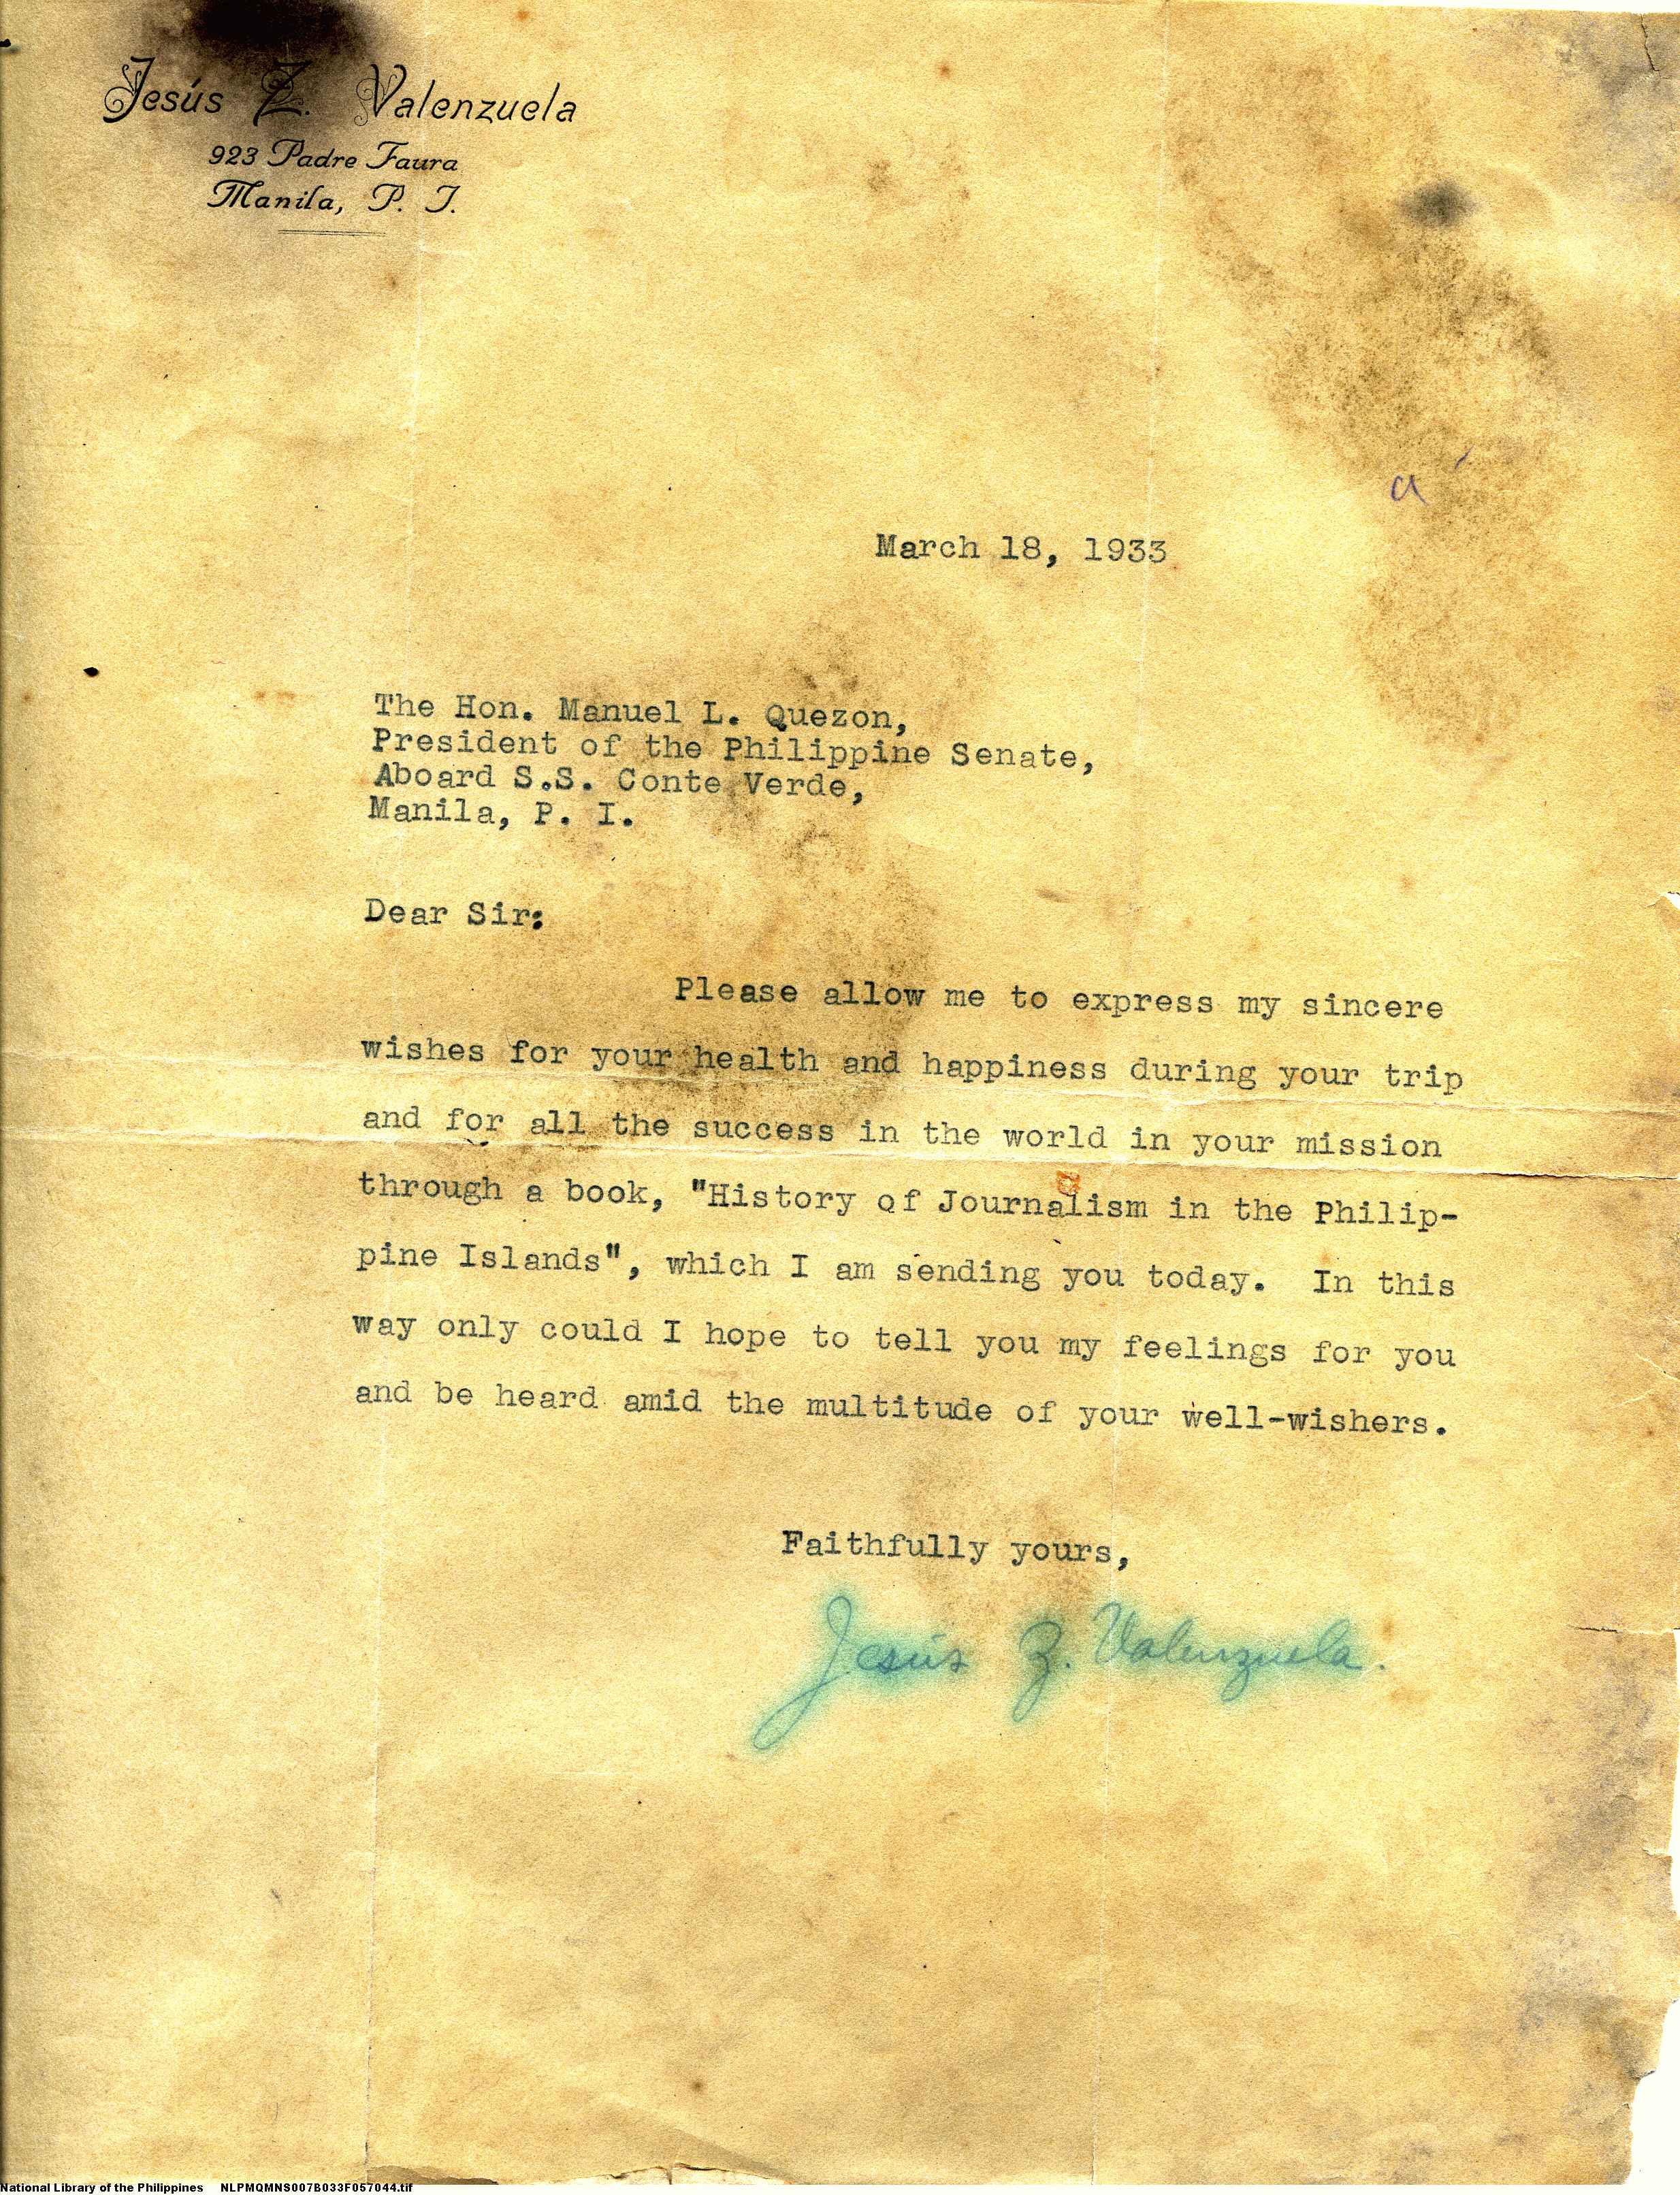 Jesús Z. Valenzuela
923 Padre Faura
Manila, P. I.
a
March 18, 1933
The Hon. Manuel L. Quezon,
President of the Philippine Senate,
Aboard S.S. Conte Verde,
Manila, P. I.
Dear Sir:
Please allow me to express my sincere
wishes for your health and happiness during your trip
and for all the success in the world in your mission
through a book, "History of Journalism in the Philip-
pine Islands", which I am sending you today. In this
way only could I hope to tell you my feelings for you
and be heard amid the multitude of your well-wishers.
Faithfully yours,
Jesús Z. Valenzuela.
National Library of the Philippines NLPMQMNS007B033F057044.tif